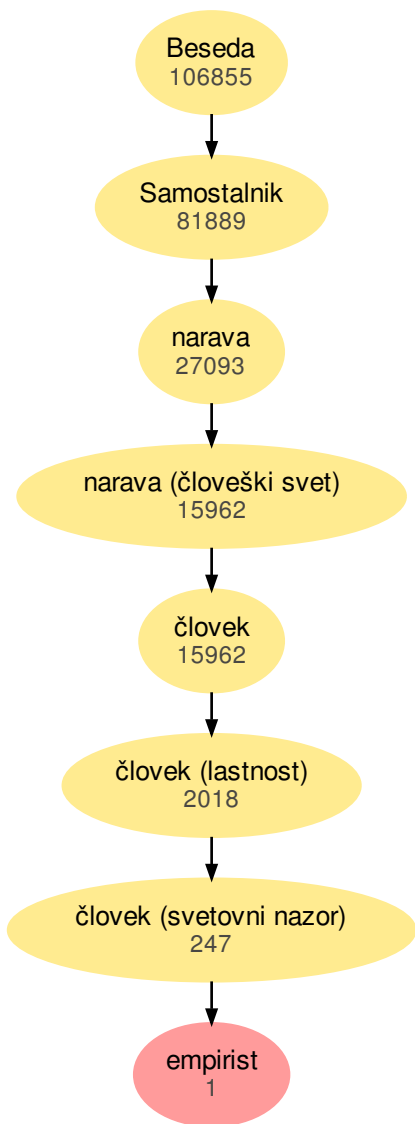 Beseda
106855
Samostalnik
81889
narava
27093
narava (človeški svet)
15962
človek
15962
človek (lastnost)
2018
človek (svetovni nazor)
247
empirist
1